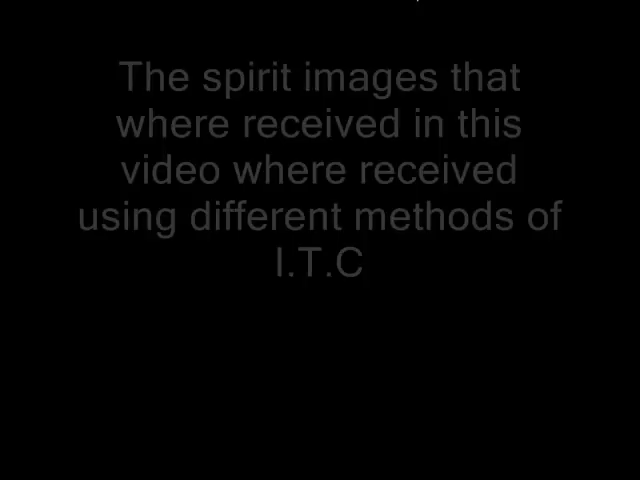 The spirit images that
where received in this
video where received
using different methods of
I.T.C